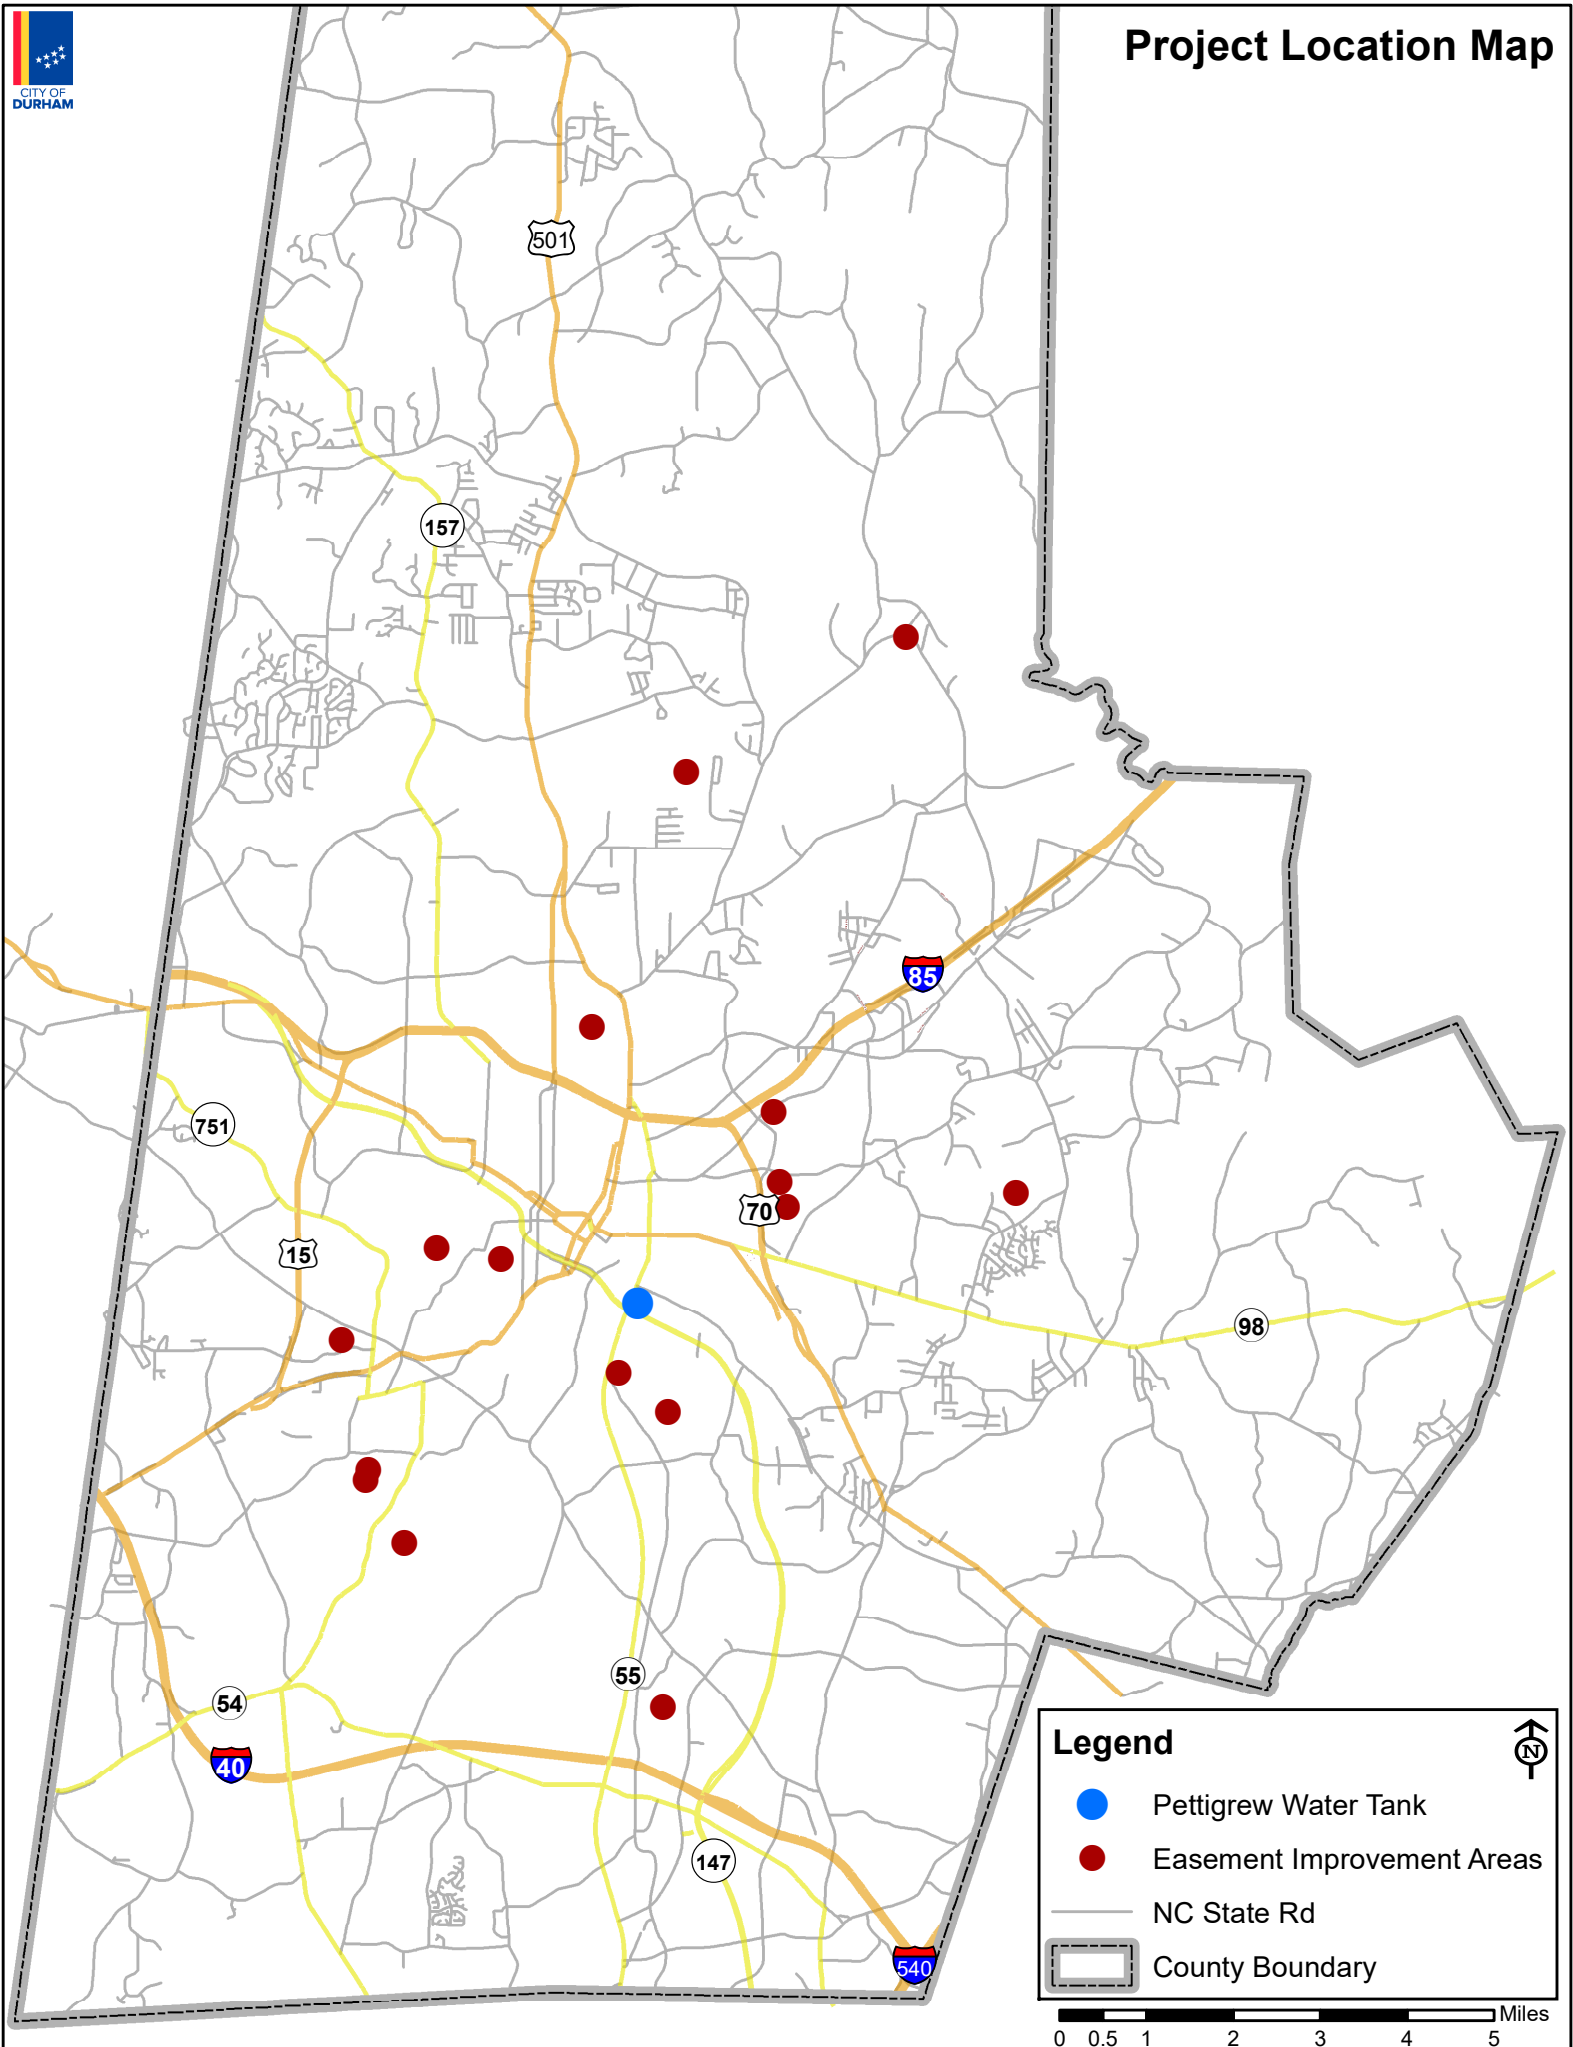 Project Location Map
CITY OF
DURHAM
501
157
85
751
70
15
98
55
54
40
147
540
Legend
N
Pettigrew Water Tank
Easement Improvement Areas
NC State Rd
County Boundary
Miles
0 0.5 1 2 3 4 5